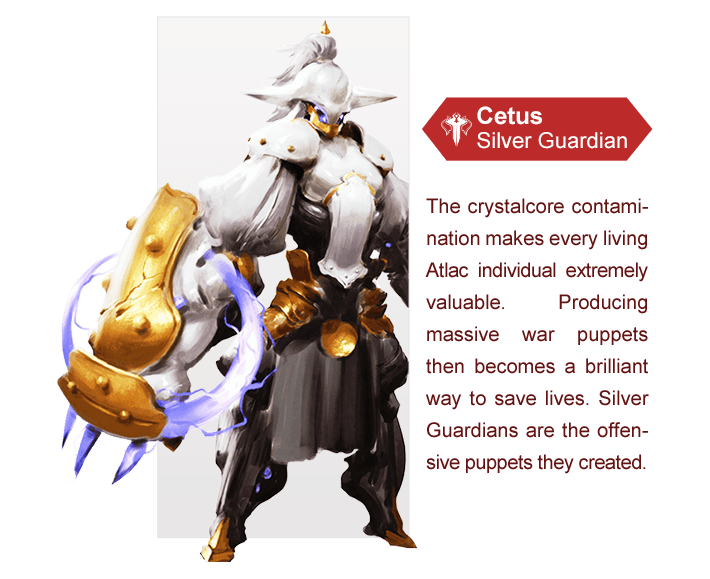 Cetus
Silver Guardian
The crystalcore contami-
nation makes every living
Atlac individual extremely
valuable. Producing
massive war puppets
then becomes a brilliant
way to save lives. Silver
Guardians are the offen-
sive puppets they created.